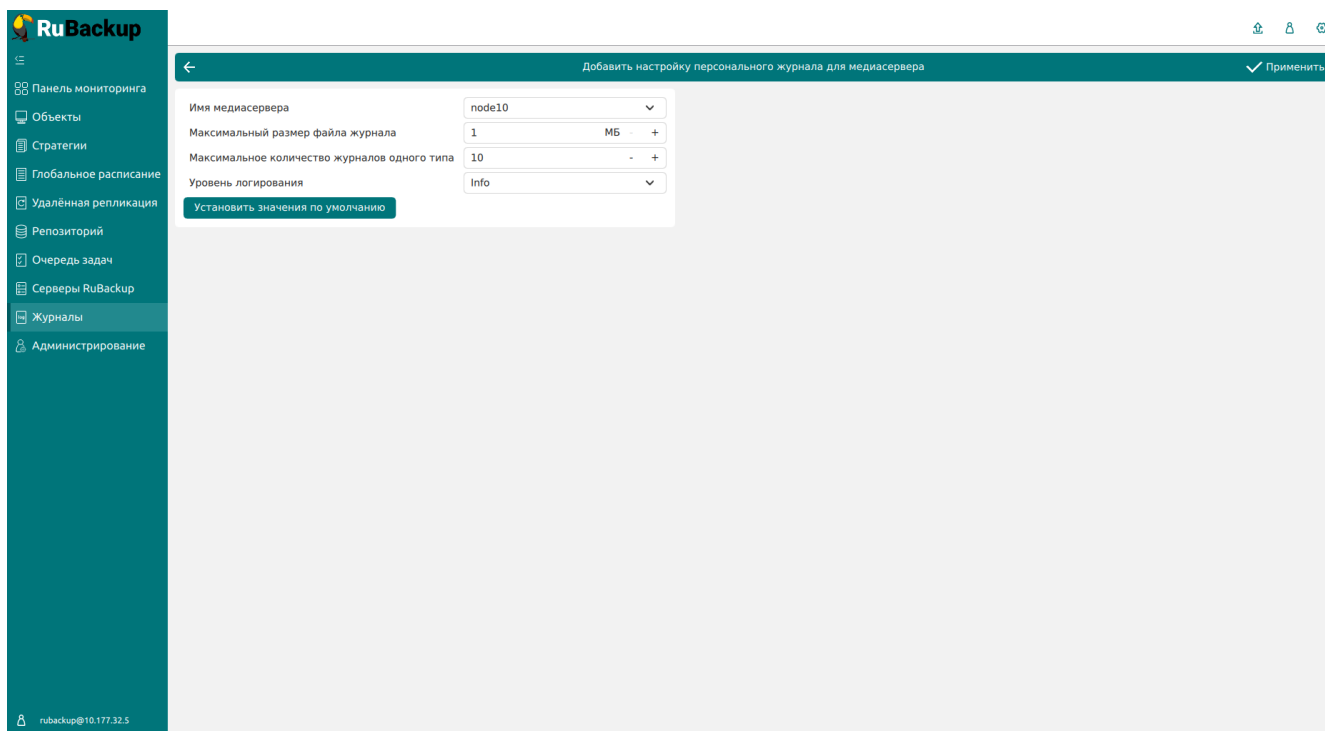 RuBackup
Добавить настройку персонального журнала для медиасервера
Применить
Панель мониторинга
Объекты
Стратегии
Глобальное расписание
Удалённая репликация
Репозиторий
Очередь задач
Серверы RuBackup
Журналы
Администрирование
Имя медиасервера node10
Максимальный размер файла журнала 1 МБ - +
Максимальное количество журналов одного типа 10 - +
Уровень логирования Info
Установить значения по умолчанию
rubackup@10.177.32.5